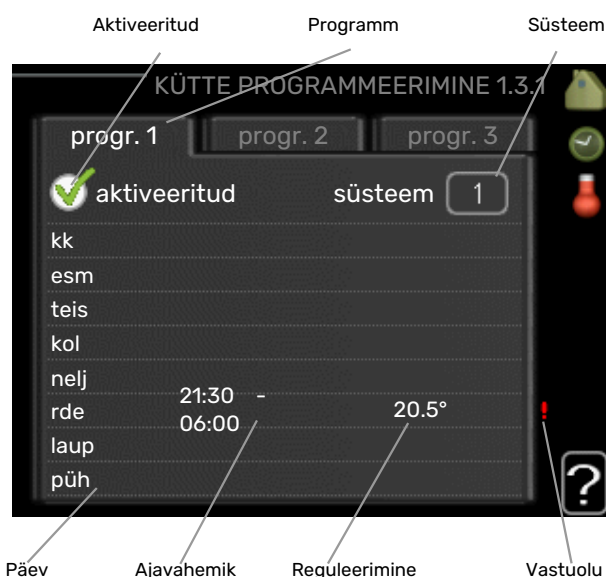 Aktiveeritud Programm Süsteem
KÜTTE PROGRAMMEERIMINE 1.3.1
progr. 1 progr. 2 progr. 3
aktiveeritud süsteem 1
kk
esm
teis
kol
nelj
rde 21:30 - 06:00 20.5° !
laup
püh
?
Päev Ajavahemik Reguleerimine Vastuolu